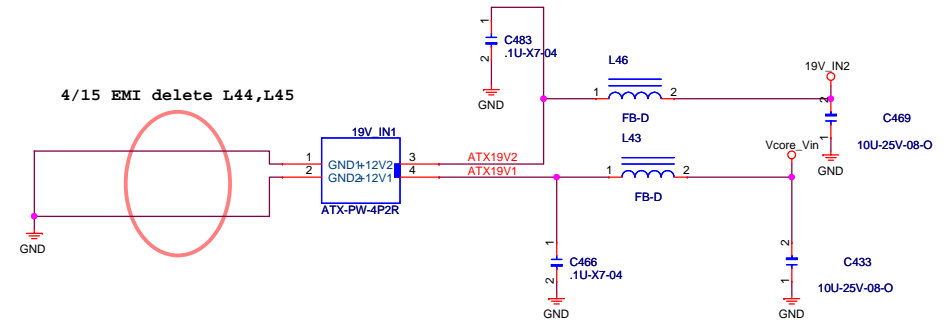 1
C483
.1U-X7-04
2
GND
L46
1 2
FB-D
19V_IN2
2
C469
1
10U-25V-08-O
GND
4/15 EMI delete L44,L45
19V_IN1
1 GND1 +12V2 3 ATX19V2
2 GND2 +12V1 4 ATX19V1
ATX-PW-4P2R
GND
L43
1 2
FB-D
Vcore_Vin
1
C466
.1U-X7-04
2
GND
2
C433
1
10U-25V-08-O
GND